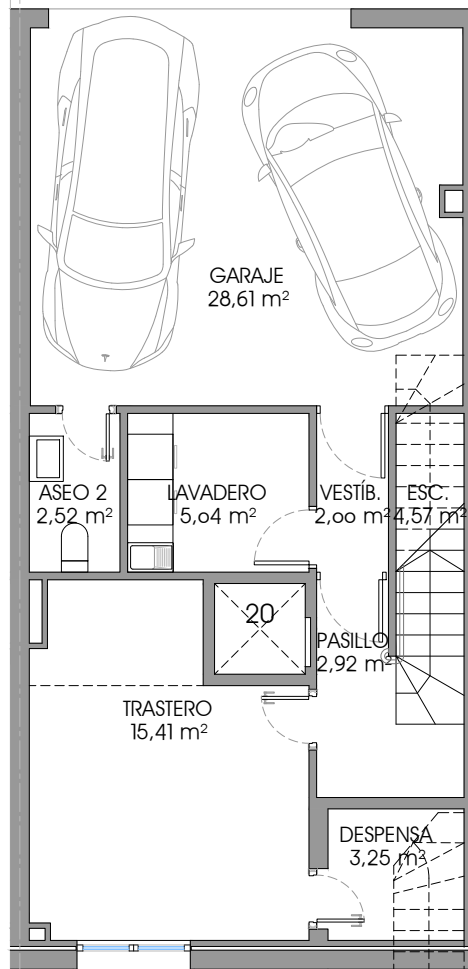 GARAJE
28,61 m²
ASEO 2
2,52 m²
LAVADERO
5,04 m²
VESTÍB.
2,00 m²
ESC.
4,57 m²
20
PASILLO
2,92 m²
TRASTERO
15,41 m²
DESPENSA
3,25 m²